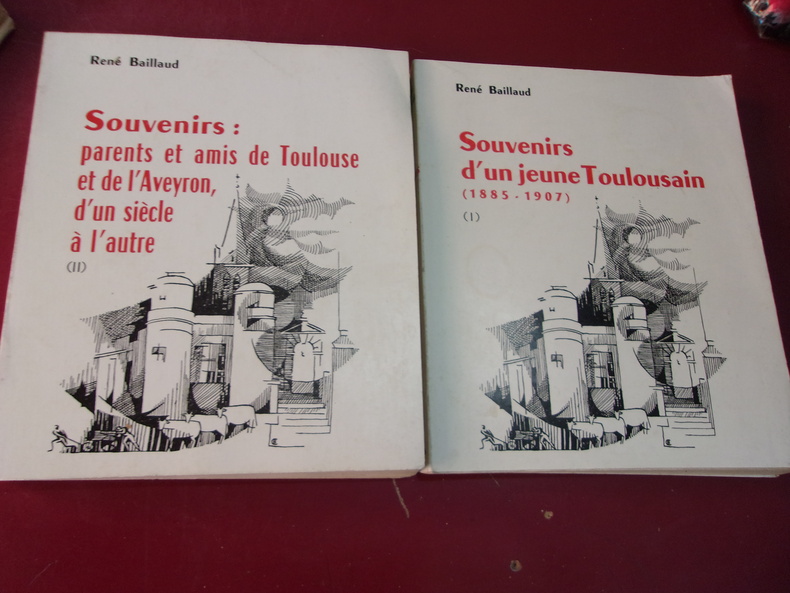 René Baillaud
Souvenirs :
parents et amis de Toulouse
et de l'Aveyron,
d'un siècle
à l'autre
(II)
René Baillaud
Souvenirs
d'un jeune Toulousain
(1885-1907)
(I)